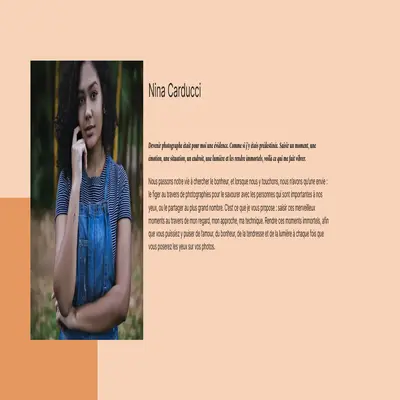 Nina Carducci
Devenir photographe était pour moi une évidence. Comme si j'y étais prédestinée. Saisir un moment, une
émotion, une situation, un endroit, une lumière et les rendre immortels, voilà ce qui me fait vibrer.
Nous passons notre vie à chercher le bonheur, et lorsque nous y touchons, nous n'avons qu'une envie :
le figer au travers de photographies pour le savourer avec les personnes qui sont importantes à nos
yeux, ou le partager au plus grand nombre. C'est ce que je vous propose : saisir ces merveilleux
moments au travers de mon regard, mon approche, ma technique. Rendre ces moments immortels, afin
que vous puissiez y puiser de l'amour, du bonheur, de la tendresse et de la lumière à chaque fois que
vous poserez les yeux sur vos photos.